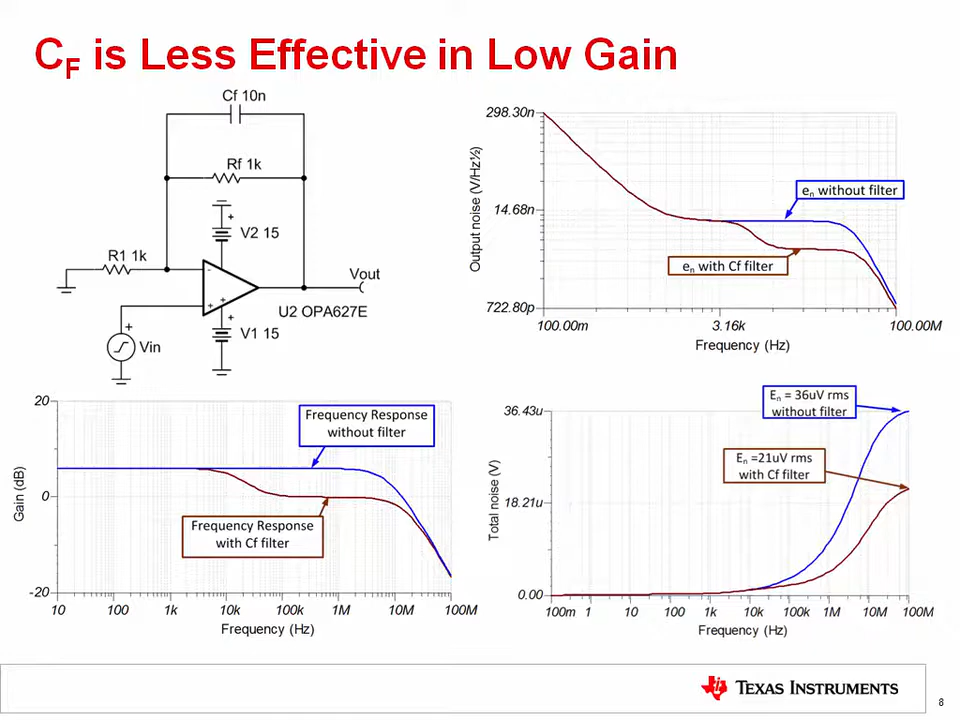 CF is Less Effective in Low Gain
Cf 10n
Rf 1k
+
V2 15
R1 1k
-
+ +
Vout
U2 OPA627E
+
V1 15
+
Vin
298.30n
14.68n
722.80p
Output noise (V/Hz½)
en without filter
en with Cf filter
100.00m 3.16k 100.00M
Frequency (Hz)
20
0
-20
Gain (dB)
Frequency Response
without filter
Frequency Response
with Cf filter
10 100 1k 10k 100k 1M 10M 100M
Frequency (Hz)
36.43u
18.21u
0.00
Total noise (V)
En = 36uV rms
without filter
En =21uV rms
with Cf filter
100m 1 10 100 1k 10k 100k 1M 10M 100M
Frequency (Hz)
TEXAS INSTRUMENTS
8